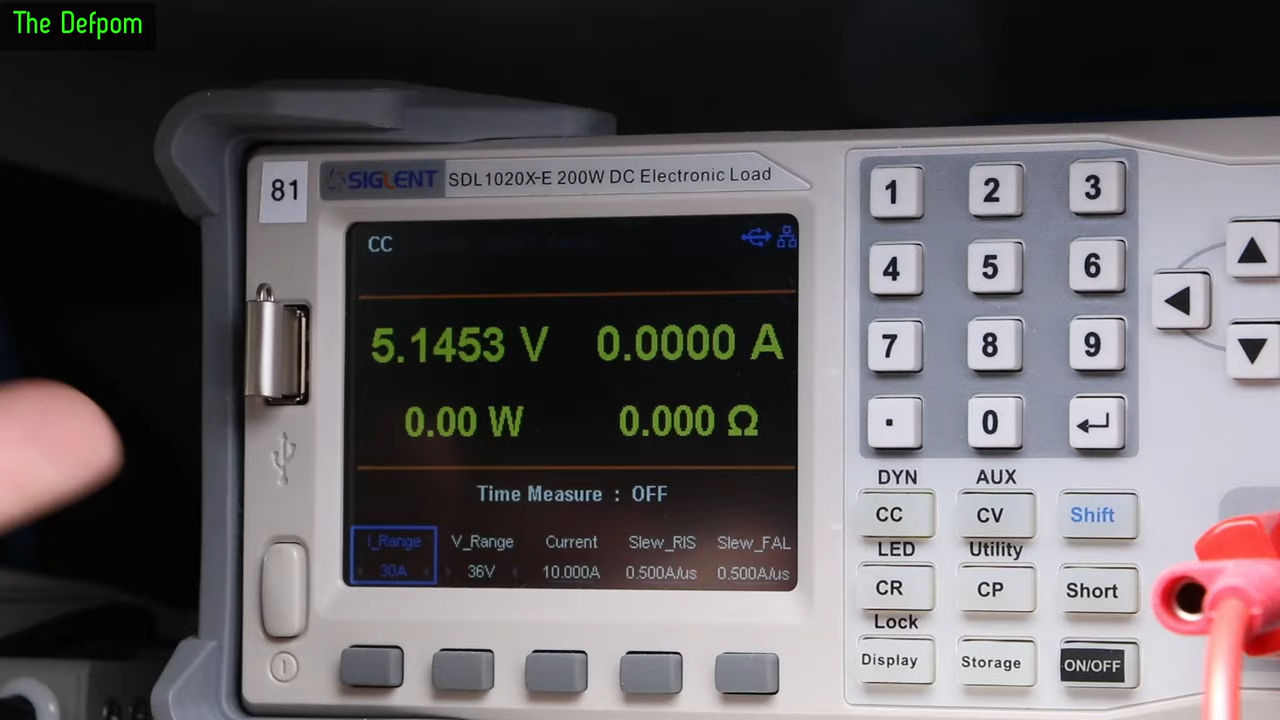 The Defpom
81
SIGLENT SDL1020X-E 200W DC Electronic Load
CC
5.1453 V 0.0000 A
0.00 W 0.000 Ω
Time Measure : OFF
I_Range V_Range Current Slew_RIS Slew_FAL
30A 36V 10.000A 0.500A/us 0.500A/us
1 2 3
4 5 6
7 8 9
. 0
DYN AUX
CC CV Shift
LED Utility
CR CP Short
Lock
Display Storage ON/OFF